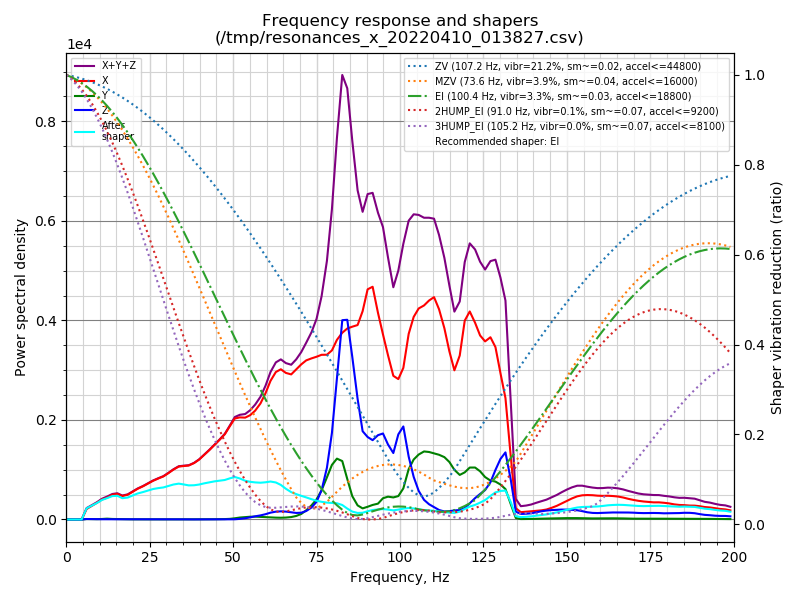 Frequency response and shapers
(/tmp/resonances_x_20220410_013827.csv)
1e4
X+Y+Z
X
Y
Z
After
shaper
ZV (107.2 Hz, vibr=21.2%, sm~=0.02, accel<=44800)
MZV (73.6 Hz, vibr=3.9%, sm~=0.04, accel<=16000)
EI (100.4 Hz, vibr=3.3%, sm~=0.03, accel<=18800)
2HUMP_EI (91.0 Hz, vibr=0.1%, sm~=0.07, accel<=9200)
3HUMP_EI (105.2 Hz, vibr=0.0%, sm~=0.07, accel<=8100)
Recommended shaper: EI
Power spectral density
0.8
0.6
0.4
0.2
0.0
1.0
0.8
0.6
0.4
0.2
0.0
Shaper vibration reduction (ratio)
0 25 50 75 100 125 150 175 200
Frequency, Hz